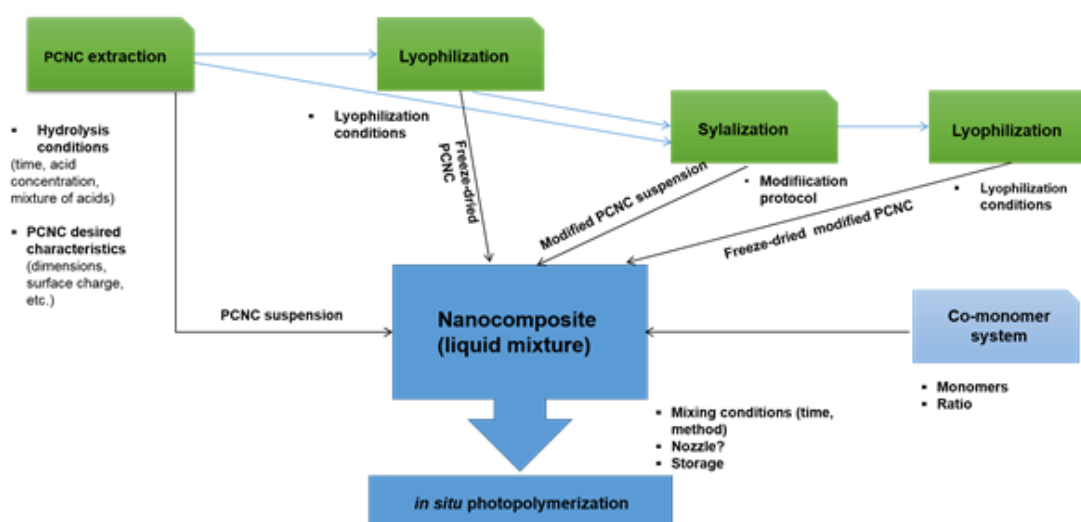 PCNC extraction
Lyophilization
Sylalization
Lyophilization
▪ Hydrolysis
conditions
(time, acid
concentration,
mixture of acids)
▪ PCNC desired
characteristics
(dimensions,
surface charge,
etc.)
▪ Lyophilization
conditions
Freeze-dried
PCNC
Modified PCNC suspension
▪ Modifiication
protocol
▪ Lyophilization
conditions
Freeze-dried modified PCNC
PCNC suspension
Nanocomposite
(liquid mixture)
Co-monomer
system
▪ Monomers
▪ Ratio
▪ Mixing conditions (time,
method)
▪ Nozzle?
▪ Storage
in situ photopolymerization